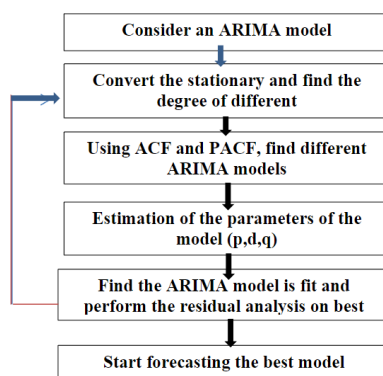 Consider an ARIMA model
Convert the stationary and find the
degree of different
Using ACF and PACF, find different
ARIMA models
Estimation of the parameters of the
model (p,d,q)
Find the ARIMA model is fit and
perform the residual analysis on best
Start forecasting the best model